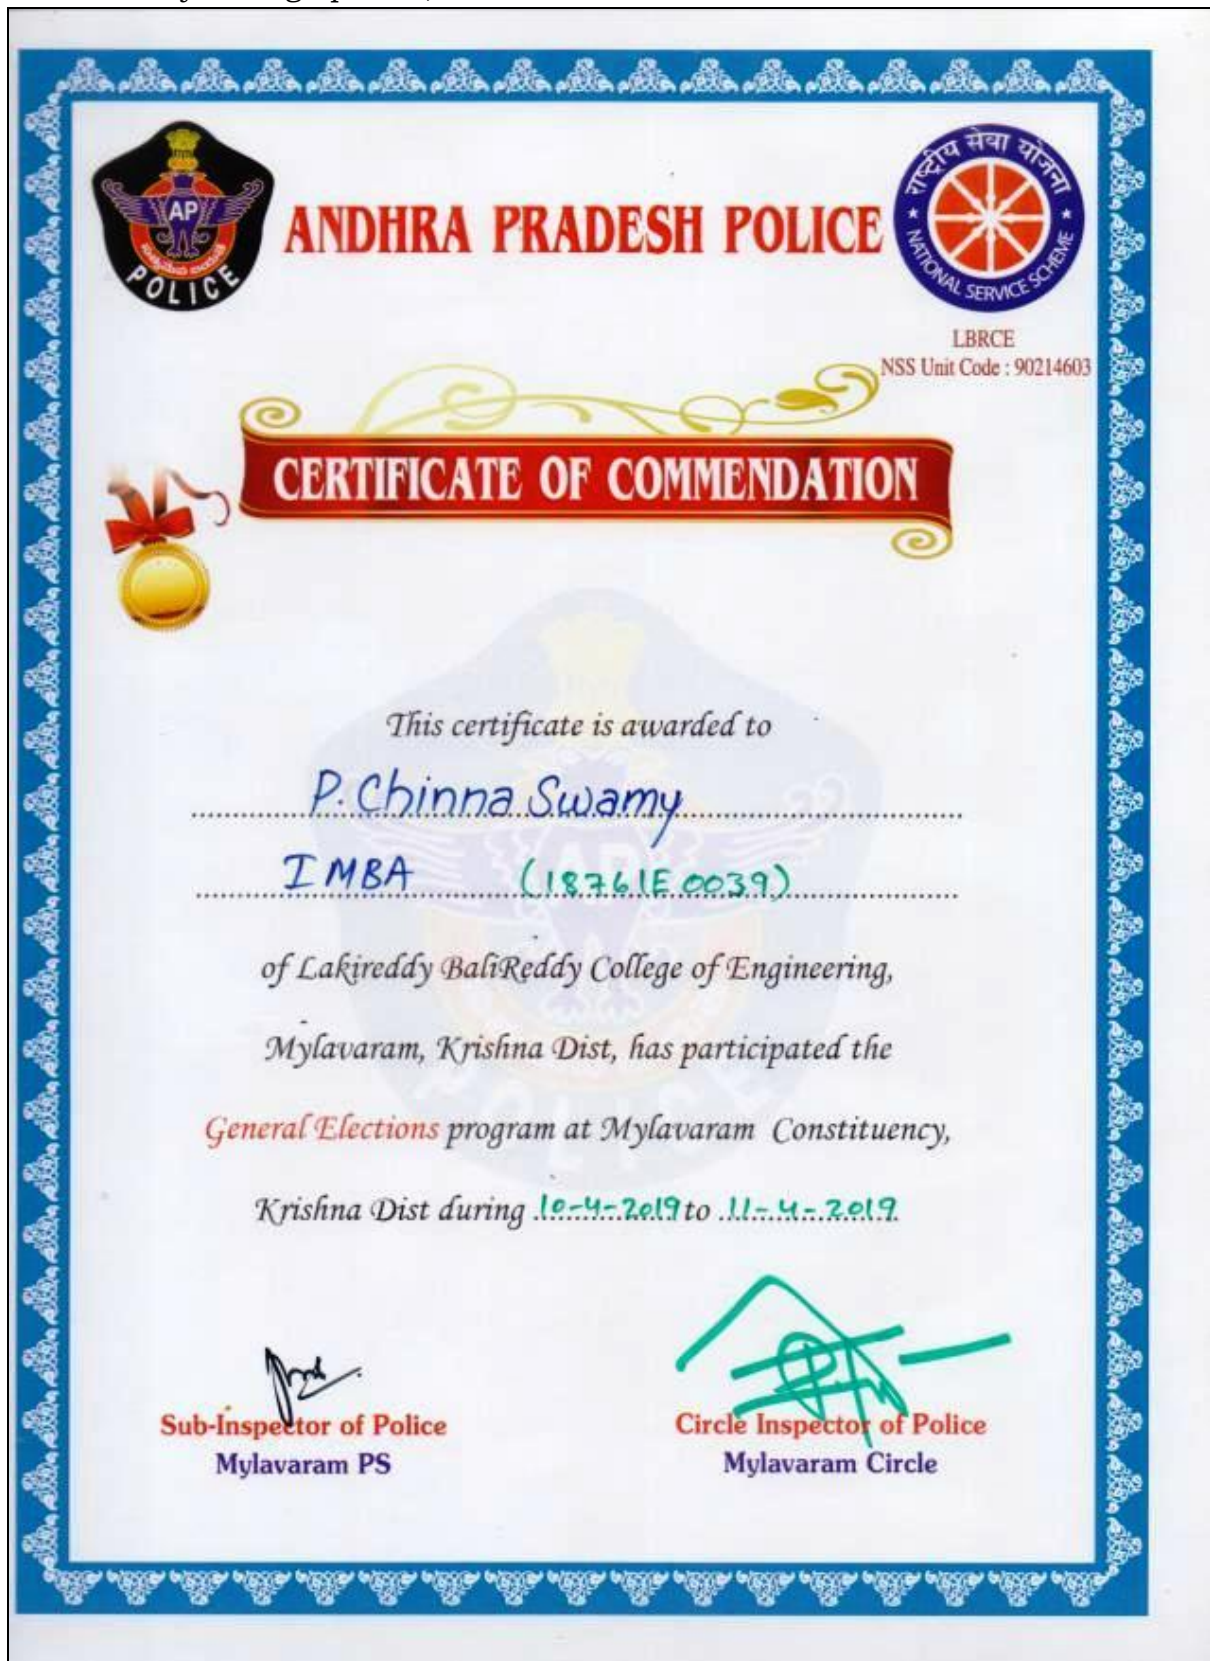 AP
POLICE
ANDHRA PRADESH POLICE
राष्ट्रीय सेवा योजना
NATIONAL SERVICE SCHEME
LBRCE
NSS Unit Code : 90214603
CERTIFICATE OF COMMENDATION
This certificate is awarded to
P. Chinna Swamy
I MBA (18761E0039)
of Lakireddy BaliReddy College of Engineering,
Mylavaram, Krishna Dist, has participated the
General Elections program at Mylavaram Constituency,
Krishna Dist during 10-4-2019 to 11-4-2019
Sub-Inspector of Police
Mylavaram PS
Circle Inspector of Police
Mylavaram Circle